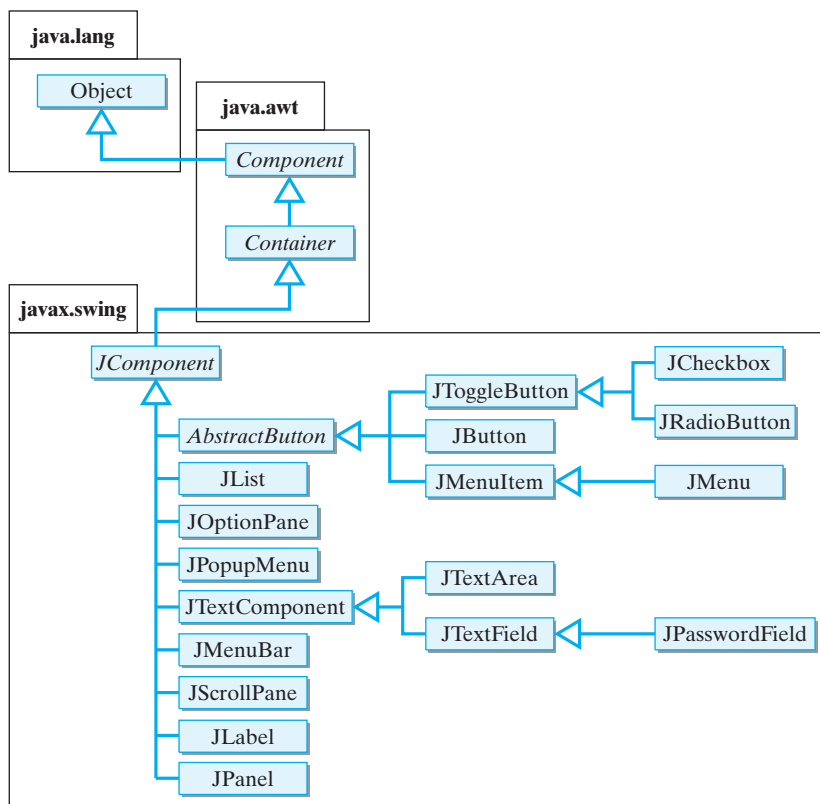 java.lang
Object
java.awt
Component
Container
javax.swing
JComponent
AbstractButton
JList
JOptionPane
JPopupMenu
JTextComponent
JMenuBar
JScrollPane
JLabel
JPanel
JToggleButton
JButton
JMenuItem
JCheckbox
JRadioButton
JMenu
JTextArea
JTextField
JPasswordField